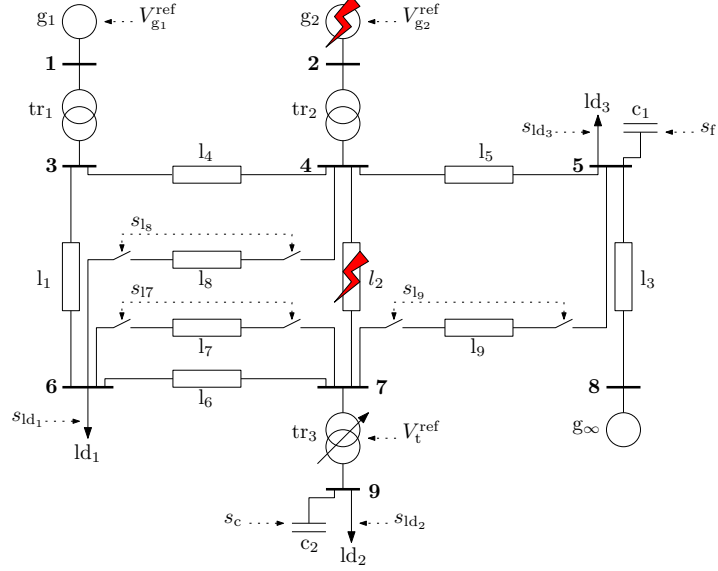 g₁ V_g₁^ref g₂ V_g₂^ref
1 2
tr₁ tr₂ ld₃ c₁
s_ld₃ s_f
3 l₄ 4 l₅ 5
s_l₈
l₁ l₈ l₂ l₃
s_l7 s_l₉
l₇ l₉
6 l₆ 7 8
s_ld₁ tr₃ V_t^ref g∞
ld₁
9
s_c s_ld₂
c₂ ld₂